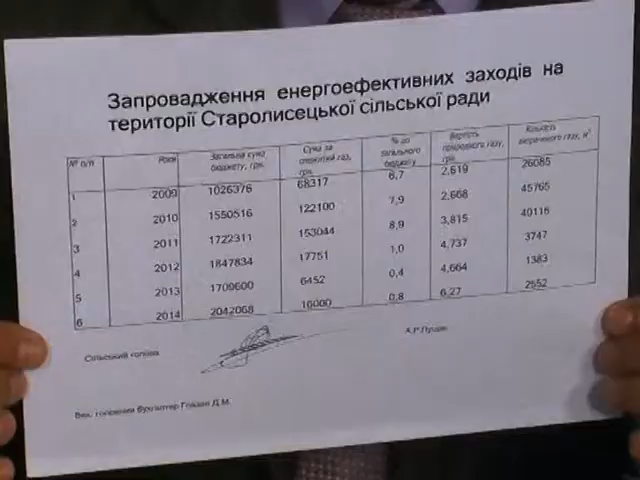 Запровадження енергоефективних заходів на
території Старолисецької сільської ради
№ п/п Роки Загальна сума бюджету, грн. Сума за спожитий газ, грн. % до загального бюджету Вартість природного газу, грн. Кількість витраченого газу, м³
1 2009 1026376 68317 6,7 2,619 26085
2 2010 1550516 122100 7,9 2,668 45765
3 2011 1722311 153044 8,9 3,815 40116
4 2012 1847834 17751 1,0 4,737 3747
5 2013 1709600 6452 0,4 4,664 1383
6 2014 2042068 16000 0,8 6,27 2552
Сільський голова А.Р.
Вик. головний бухгалтер Д.М.